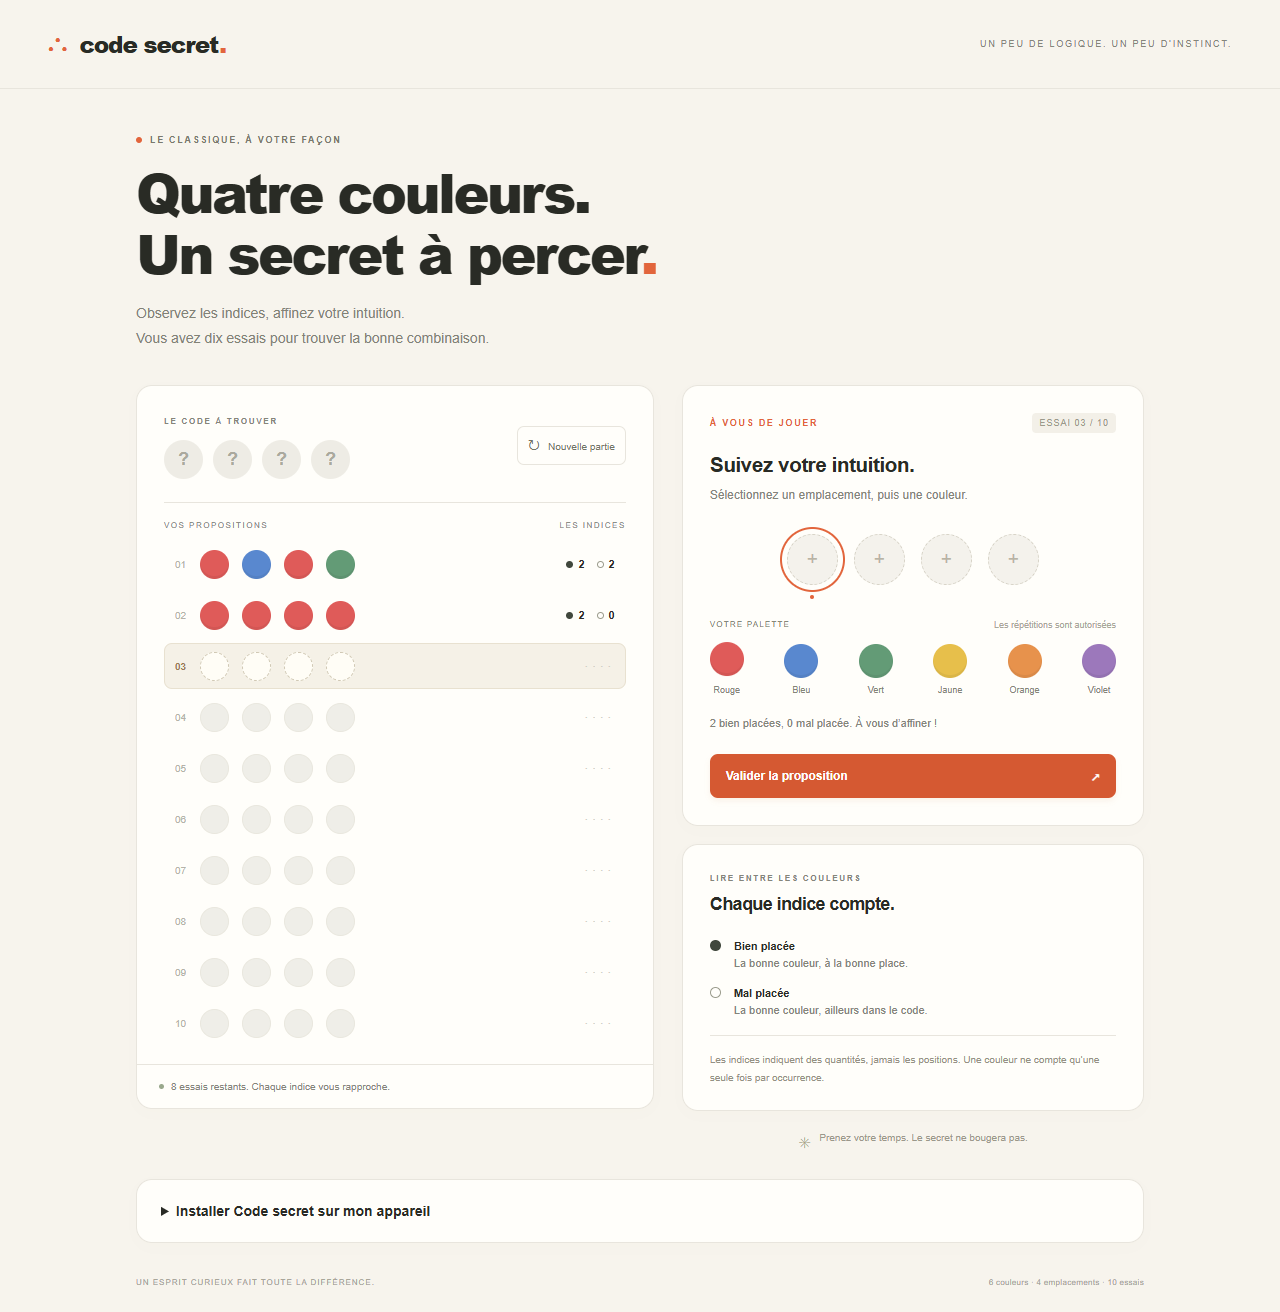 code secret.
UN PEU DE LOGIQUE. UN PEU D'INSTINCT.
LE CLASSIQUE, À VOTRE FAÇON
Quatre couleurs.
Un secret à percer.
Observez les indices, affinez votre intuition.
Vous avez dix essais pour trouver la bonne combinaison.
LE CODE À TROUVER
? ? ? ?
↻ Nouvelle partie
VOS PROPOSITIONS LES INDICES
01 2 2
02 2 0
03
04
05
06
07
08
09
10
8 essais restants. Chaque indice vous rapproche.
À VOUS DE JOUER
ESSAI 03 / 10
Suivez votre intuition.
Sélectionnez un emplacement, puis une couleur.
+ + + +
VOTRE PALETTE Les répétitions sont autorisées
Rouge Bleu Vert Jaune Orange Violet
2 bien placées, 0 mal placée. À vous d'affiner !
Valider la proposition ↗
LIRE ENTRE LES COULEURS
Chaque indice compte.
Bien placée
La bonne couleur, à la bonne place.
Mal placée
La bonne couleur, ailleurs dans le code.
Les indices indiquent des quantités, jamais les positions. Une couleur ne compte qu'une
seule fois par occurrence.
✳ Prenez votre temps. Le secret ne bougera pas.
▶ Installer Code secret sur mon appareil
UN ESPRIT CURIEUX FAIT TOUTE LA DIFFÉRENCE.
6 couleurs · 4 emplacements · 10 essais